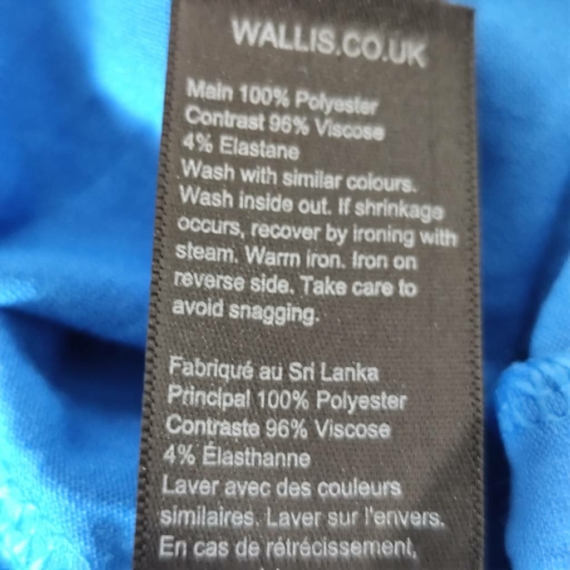 WALLIS.CO.UK
Main 100% Polyester
Contrast 96% Viscose
4% Elastane
Wash with similar colours.
Wash inside out. If shrinkage
occurs, recover by ironing with
steam. Warm iron. Iron on
reverse side. Take care to
avoid snagging.
Fabriqué au Sri Lanka
Principal 100% Polyester
Contraste 96% Viscose
4% Élasthanne
Laver avec des couleurs
similaires. Laver sur l'envers.
En cas de rétrécissement,